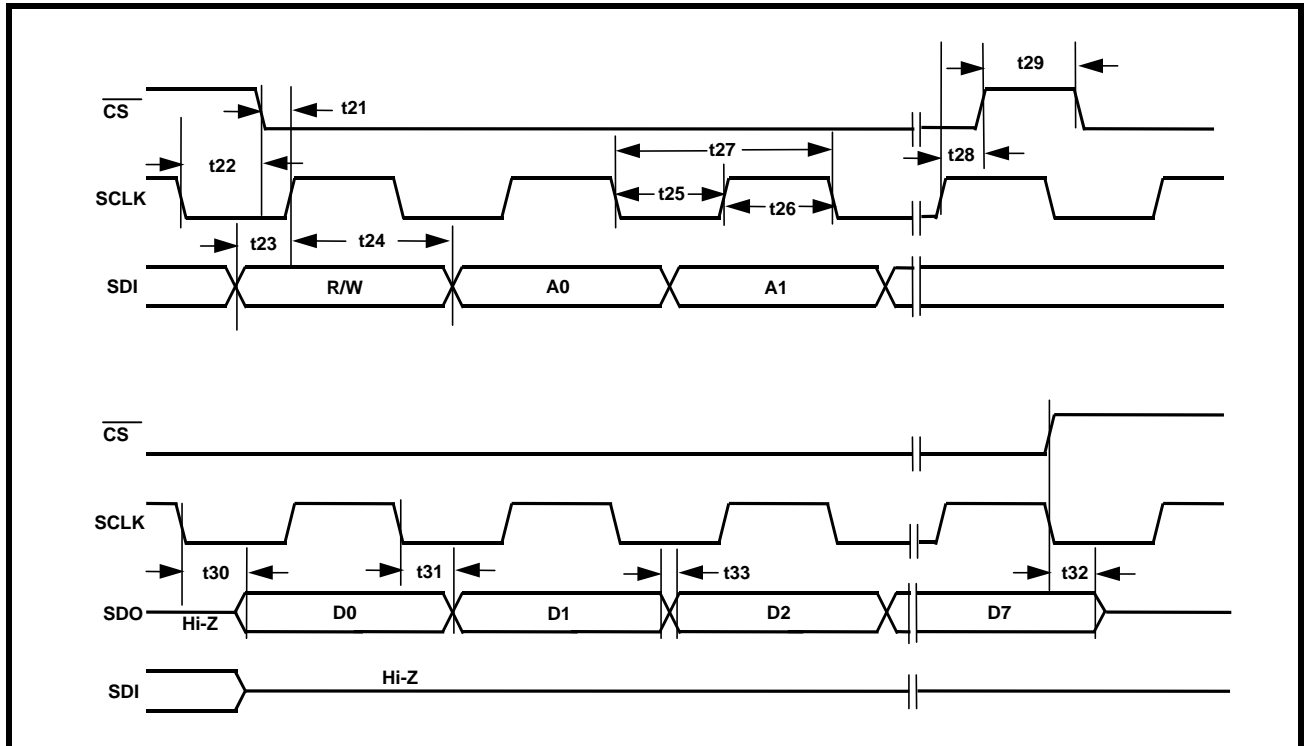 t29
CS
t21
t28
t27
t22
SCLK
t25
t26
t23
t24
SDI
R/W
A0
A1
CS
SCLK
t30
t31
t33
t32
SDO
Hi-Z
D0
D1
D2
D7
Hi-Z
SDI